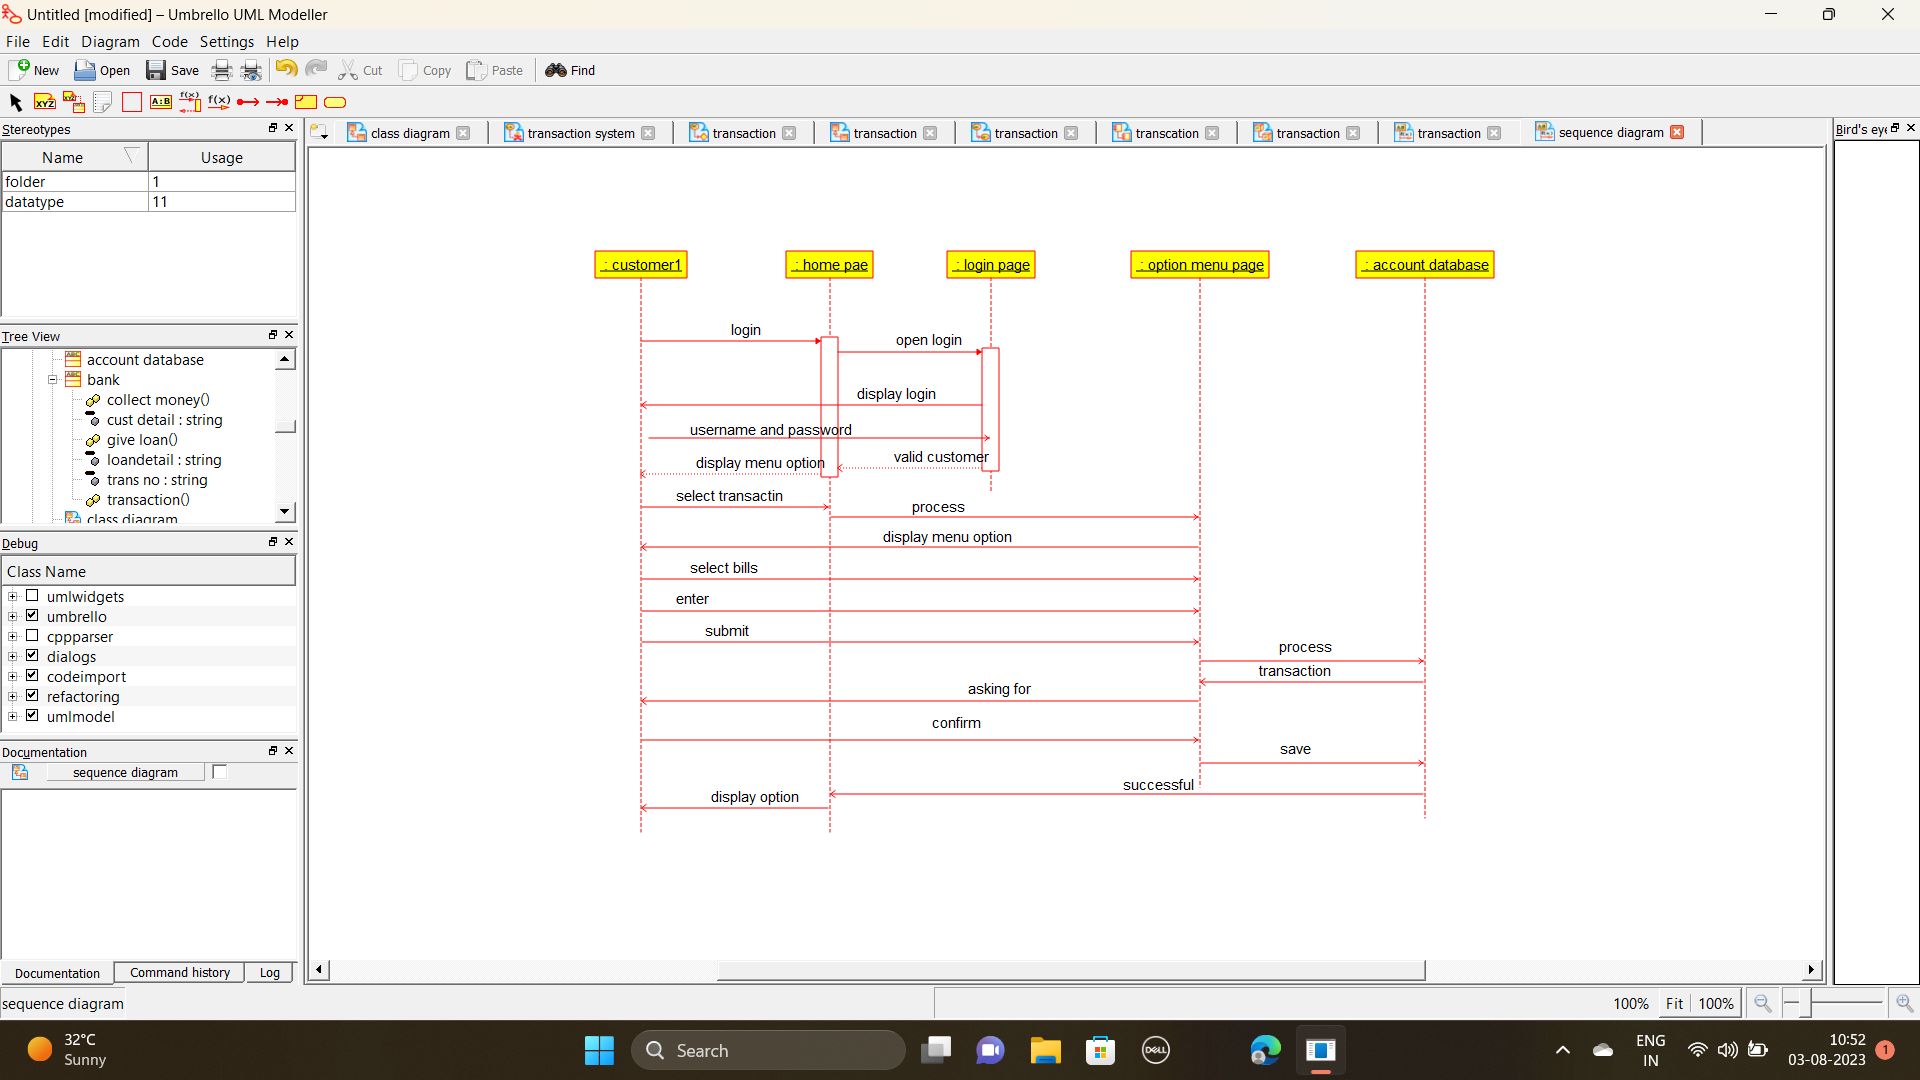 Untitled [modified] – Umbrello UML Modeller
File Edit Diagram Code Settings Help
New Open Save Cut Copy Paste Find
XYZ XYZ A:B f(x) f(x)
Stereotypes
Name Usage
folder 1
datatype 11
Tree View
account database
bank
collect money()
cust detail : string
give loan()
loandetail : string
trans no : string
transaction()
class diagram
Debug
Class Name
umlwidgets
umbrello
cppparser
dialogs
codeimport
refactoring
umlmodel
Documentation
sequence diagram
Documentation Command history Log
class diagram transaction system transaction transaction transaction transcation transaction transaction sequence diagram
Bird's eye
: customer1 : home pae : login page : option menu page : account database
login
open login
display login
username and password
valid customer
display menu option
select transactin
process
display menu option
select bills
enter
submit
process
transaction
asking for
confirm
save
successful
display option
sequence diagram
100% Fit 100%
32°C
Sunny
Search
DELL
ENG
IN
10:52
03-08-2023
1